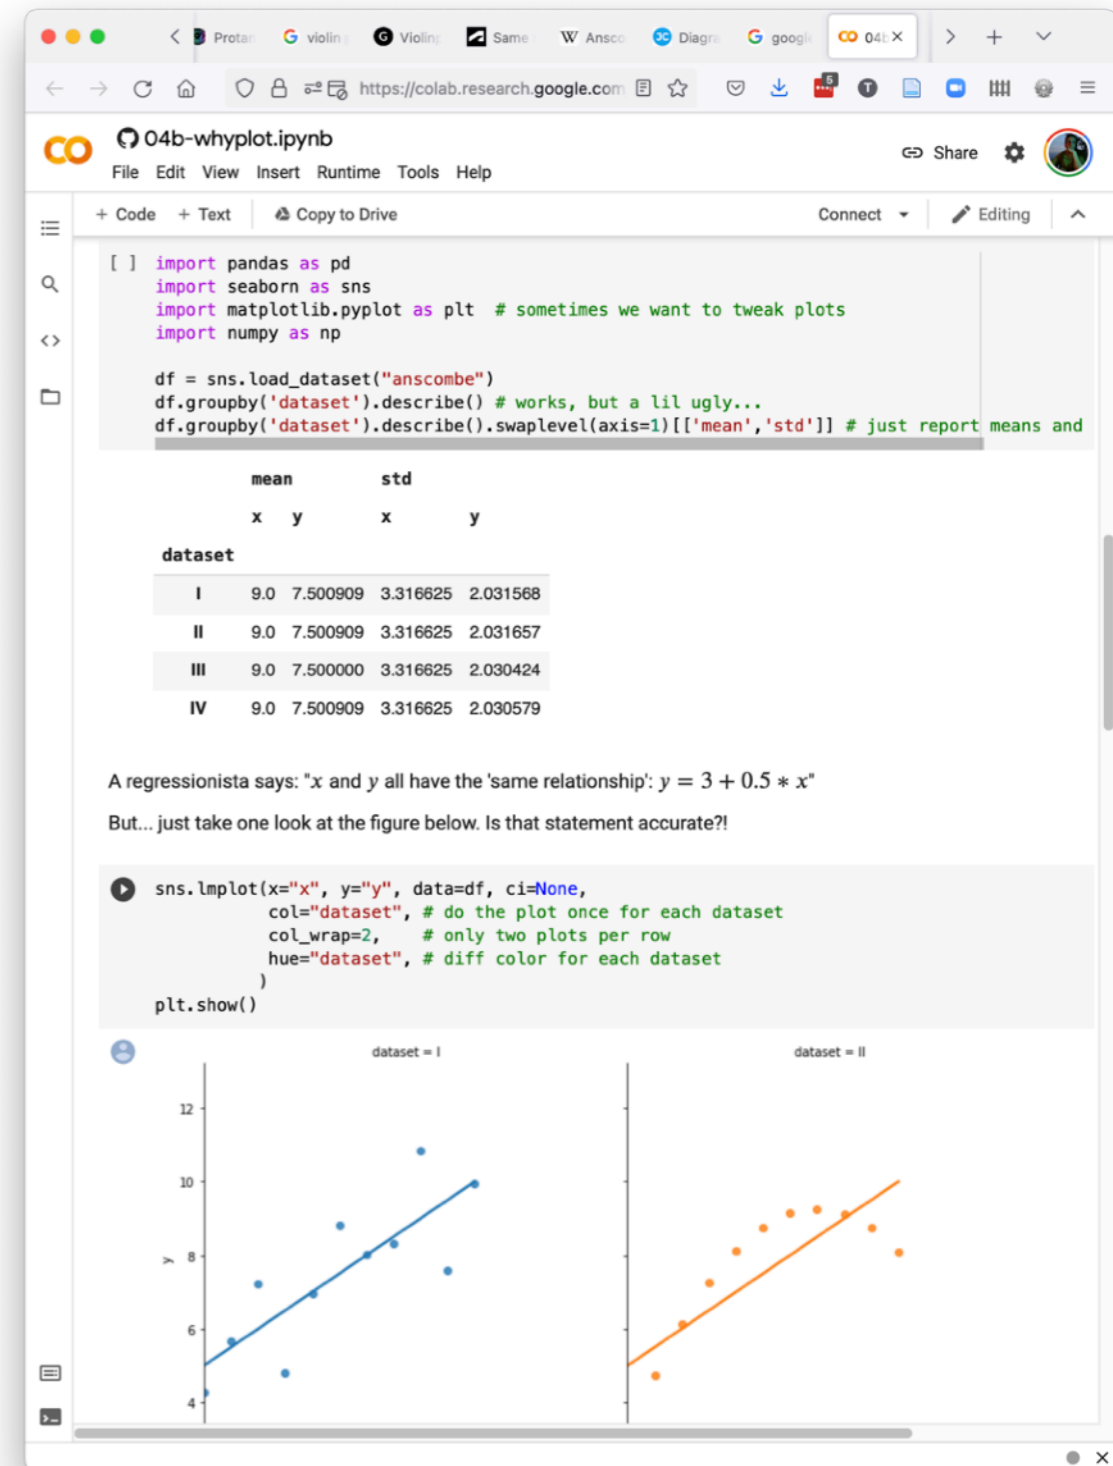 Protan
violin
Violinp
Same
W Ansco
Diagra
google
04b
https://colab.research.google.com
5
T
04b-whyplot.ipynb
Share
File Edit View Insert Runtime Tools Help
+ Code + Text Copy to Drive Connect Editing
[ ] import pandas as pd
import seaborn as sns
import matplotlib.pyplot as plt # sometimes we want to tweak plots
import numpy as np
df = sns.load_dataset("anscombe")
df.groupby('dataset').describe() # works, but a lil ugly...
df.groupby('dataset').describe().swaplevel(axis=1)[['mean','std']] # just report means and
mean std
x y x y
dataset
I 9.0 7.500909 3.316625 2.031568
II 9.0 7.500909 3.316625 2.031657
III 9.0 7.500000 3.316625 2.030424
IV 9.0 7.500909 3.316625 2.030579
A regressionista says: "x and y all have the 'same relationship': y = 3 + 0.5 * x"
But... just take one look at the figure below. Is that statement accurate?!
sns.lmplot(x="x", y="y", data=df, ci=None,
col="dataset", # do the plot once for each dataset
col_wrap=2, # only two plots per row
hue="dataset", # diff color for each dataset
)
plt.show()
dataset = I
dataset = II
12
10
8
y
6
4